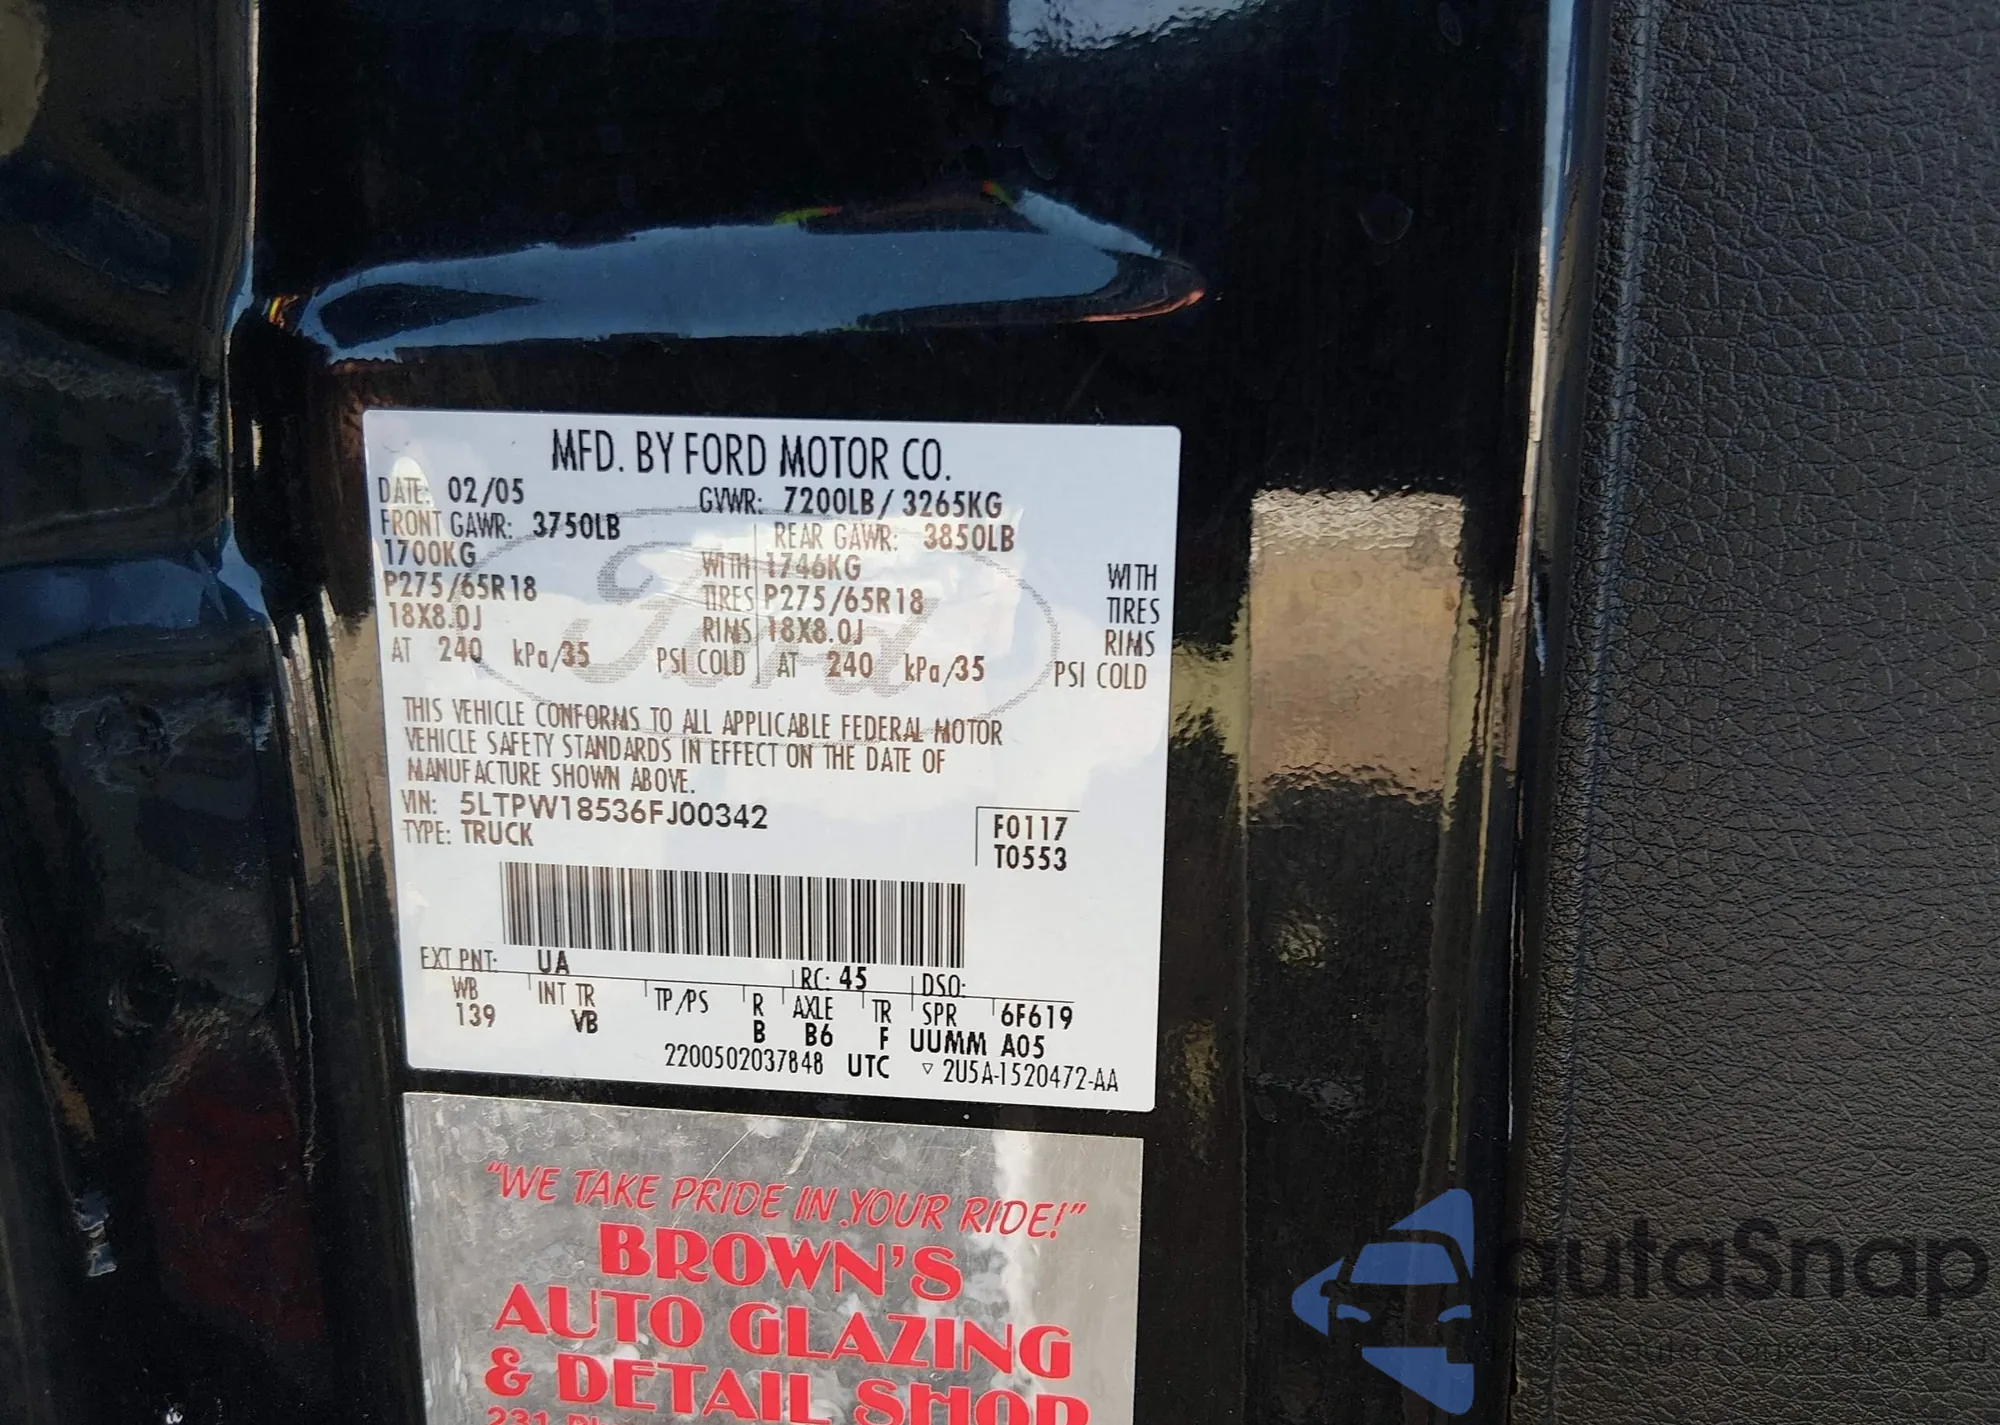 MFD. BY FORD MOTOR CO.
DATE: 02/05 GVWR: 7200LB / 3265KG
FRONT GAWR: 3750LB REAR GAWR: 3850LB
1700KG WITH 1746KG WITH
P275/65R18 TIRES P275/65R18 TIRES
18X8.0J RIMS 18X8.0J RIMS
AT 240 kPa/35 PSI COLD AT 240 kPa/35 PSI COLD
Ford
THIS VEHICLE CONFORMS TO ALL APPLICABLE FEDERAL MOTOR
VEHICLE SAFETY STANDARDS IN EFFECT ON THE DATE OF
MANUFACTURE SHOWN ABOVE.
VIN: 5LTPW18536FJ00342
TYPE: TRUCK
F0117
T0553
EXT PNT: UA RC: 45 DSO:
WB INT TR TP/PS R AXLE TR SPR 6F619
139 VB B B6 F UUMM A05
2200502037848 UTC ▽ 2U5A-1520472-AA
"WE TAKE PRIDE IN YOUR RIDE!"
BROWN'S
AUTO GLAZING
& DETAIL SHOP
231
autaSnap